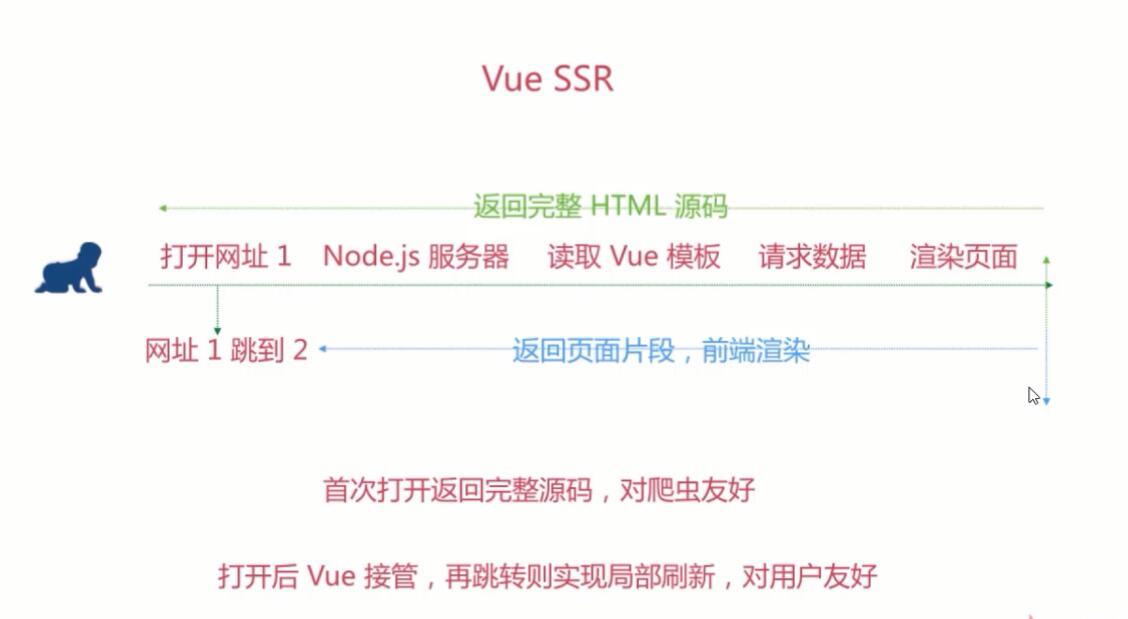 Vue SSR
返回完整 HTML 源码
打开网址 1 Node.js 服务器 读取 Vue 模板 请求数据 渲染页面
网址 1 跳到 2 返回页面片段，前端渲染
首次打开返回完整源码，对爬虫友好
打开后 Vue 接管，再跳转则实现局部刷新，对用户友好